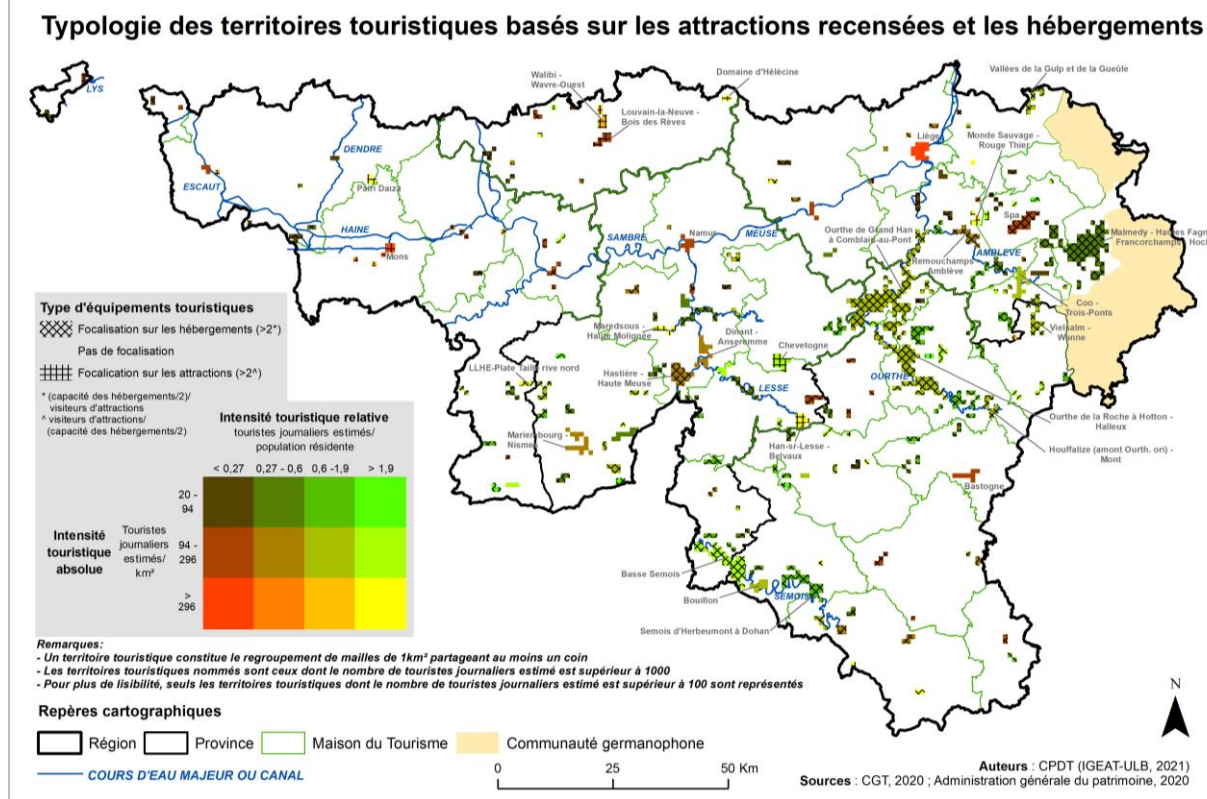 Typologie des territoires touristiques basés sur les attractions recensées et les hébergements
LYS
Walibi -
Wavre-Ouest
Domaine d'Hélécine
Vallées de la Gulp et de la Gueûle
Louvain-la-Neuve -
Bois des Rêves
Liège
Monde Sauvage -
Rouge Thier
DENDRE
ESCAUT
Pairi Daiza
HAINE
Mons
SAMBRE
Namur
MEUSE
Ourthe de Grand Han
à Comblain-au-Pont
Spa
Malmedy - Hautes Fagn
Francorchamps - Hock
Remouchamps
Amblève
AMBLEVE
Coo -
Trois-Ponts
Vielsalm -
Wanne
Type d'équipements touristiques
Focalisation sur les hébergements (>2*)
Pas de focalisation
Focalisation sur les attractions (>2^)
* (capacité des hébergements/2)/
visiteurs d'attractions
^ visiteurs d'attractions/
(capacité des hébergements/2)
Maredsous -
Haute Molignée
Dinant -
Anseremme
Chevetogne
LLHE-Plate Taille rive nord
Hastière -
Haute Meuse
LESSE
OURTHE
Ourthe de la Roche à Hotton -
Halleux
Mariembourg -
Nismes
Han-sr-Lesse -
Belvaux
Houffalize (amont Ourth. ori) -
Mont
Bastogne
Intensité touristique relative
touristes journaliers estimés/
population résidente
< 0,27 0,27 - 0,6 0,6 -1,9 > 1,9
20 -
94
Intensité
touristique
absolue
Touristes
journaliers
estimés/
km²
94 -
296
>
296
Basse Semois
Bouillon
SEMOIS
Semois d'Herbeumont à Dohan
Remarques:
- Un territoire touristique constitue le regroupement de mailles de 1km² partageant au moins un coin
- Les territoires touristiques nommés sont ceux dont le nombre de touristes journaliers estimé est supérieur à 1000
- Pour plus de lisibilité, seuls les territoires touristiques dont le nombre de touristes journaliers estimé est supérieur à 100 sont représentés
Repères cartographiques
Région Province Maison du Tourisme Communauté germanophone
COURS D'EAU MAJEUR OU CANAL
0 25 50 Km
N
Auteurs : CPDT (IGEAT-ULB, 2021)
Sources : CGT, 2020 ; Administration générale du patrimoine, 2020